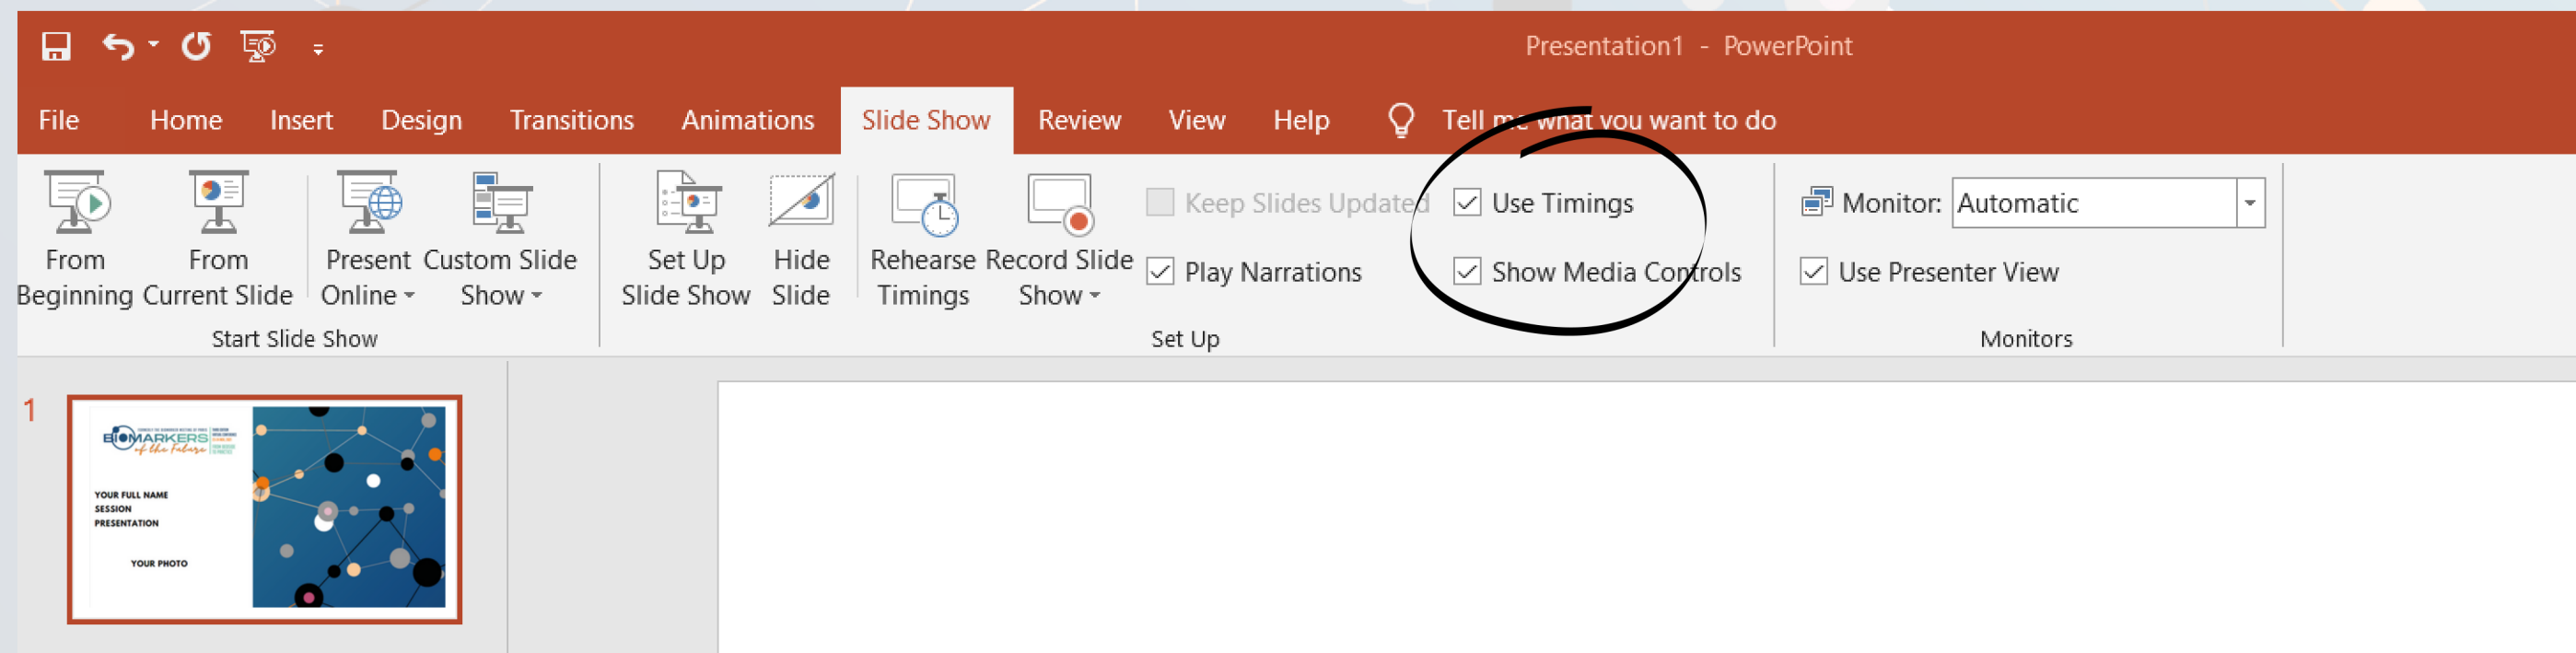 Presentation1 - PowerPoint
File Home Insert Design Transitions Animations Slide Show Review View Help Tell me what you want to do
Keep Slides Updated Use Timings Monitor: Automatic
From Beginning
From Current Slide
Present Online
Custom Slide Show
Set Up Slide Show
Hide Slide
Rehearse Timings
Record Slide Show
Play Narrations Show Media Controls Use Presenter View
Start Slide Show Set Up Monitors
1
BIOMARKERS
of the Future
YOUR FULL NAME
SESSION
PRESENTATION
YOUR PHOTO